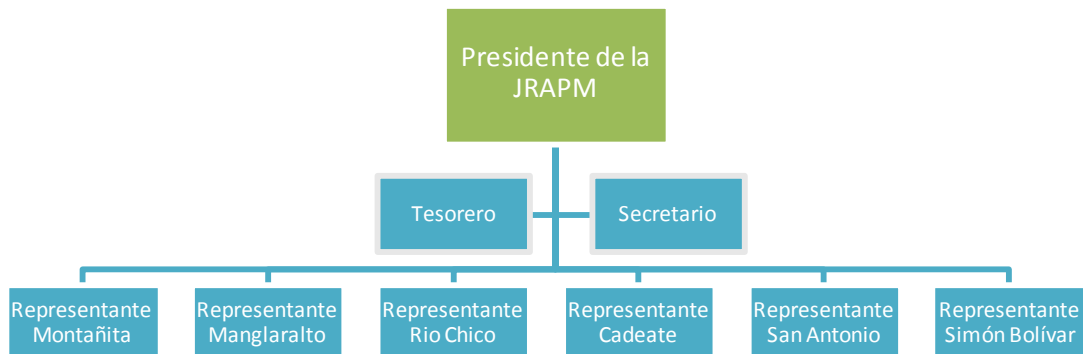 Presidente de la
JRAPM
Tesorero
Secretario
Representante
Montañita
Representante
Manglaralto
Representante
Rio Chico
Representante
Cadeate
Representante
San Antonio
Representante
Simón Bolívar